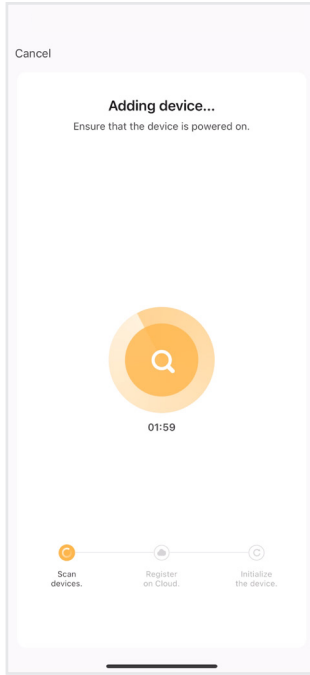 Cancel
Adding device...
Ensure that the device is powered on.
01:59
Scan
devices.
Register
on Cloud.
Initialize
the device.